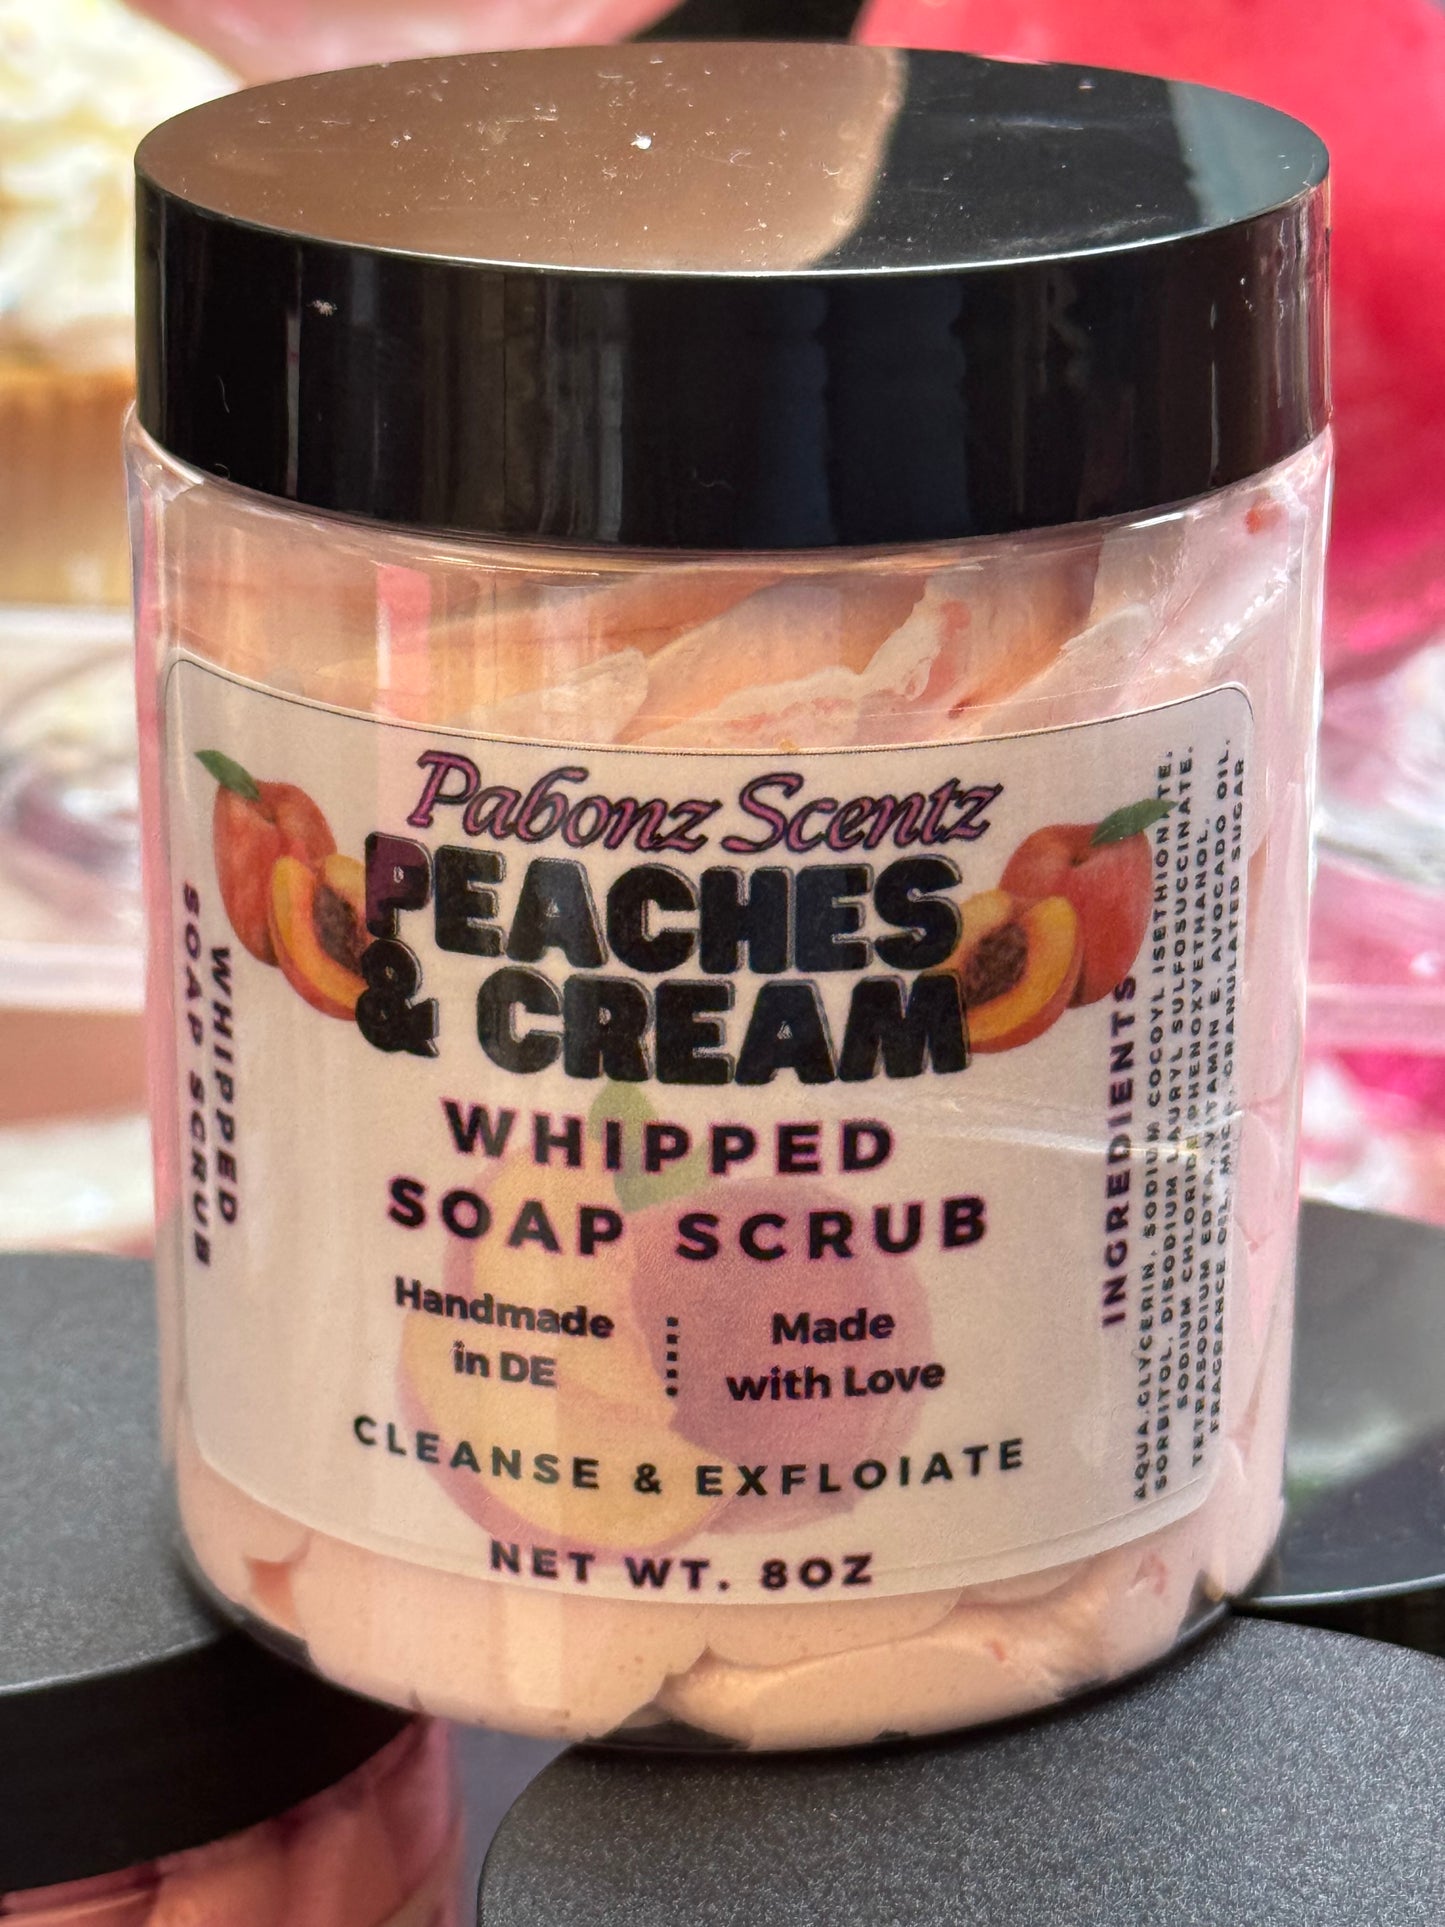 Pabonz Scentz
PEACHES
& CREAM
WHIPPED
SOAP SCRUB
Handmade
in DE
Made
with Love
CLEANSE & EXFLOIATE
NET WT. 8OZ
WHIPPED
SOAP SCRUB
INGREDIENTS
AQUA, GLYCERIN, SODIUM COCOYL ISETHIONATE,
SORBITOL, DISODIUM LAURYL SULFOSUCCINATE,
SODIUM CHLORIDE, PHENOXYETHANOL,
TETRASODIUM EDTA, VITAMIN E, AVOCADO OIL,
FRAGRANCE OIL, MICA, GRANULATED SUGAR